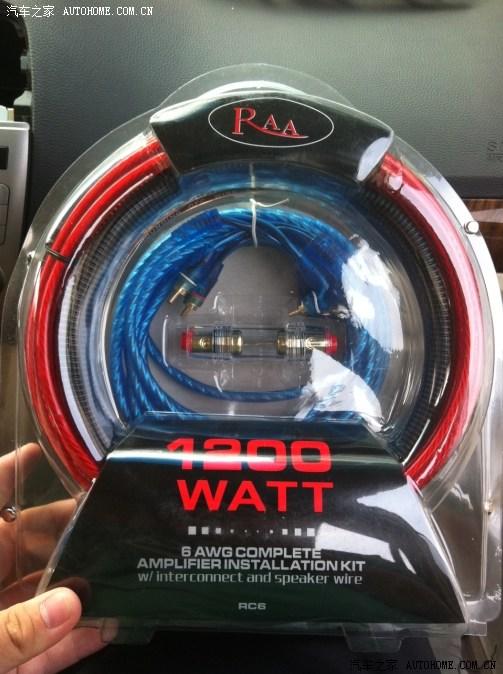 汽车之家 AUTOHOME.COM.CN
RAA
1200
WATT
6 AWG COMPLETE
AMPLIFIER INSTALLATION KIT
w/ interconnect and speaker wire
RC6
汽车之家 AUTOHOME.COM.CN